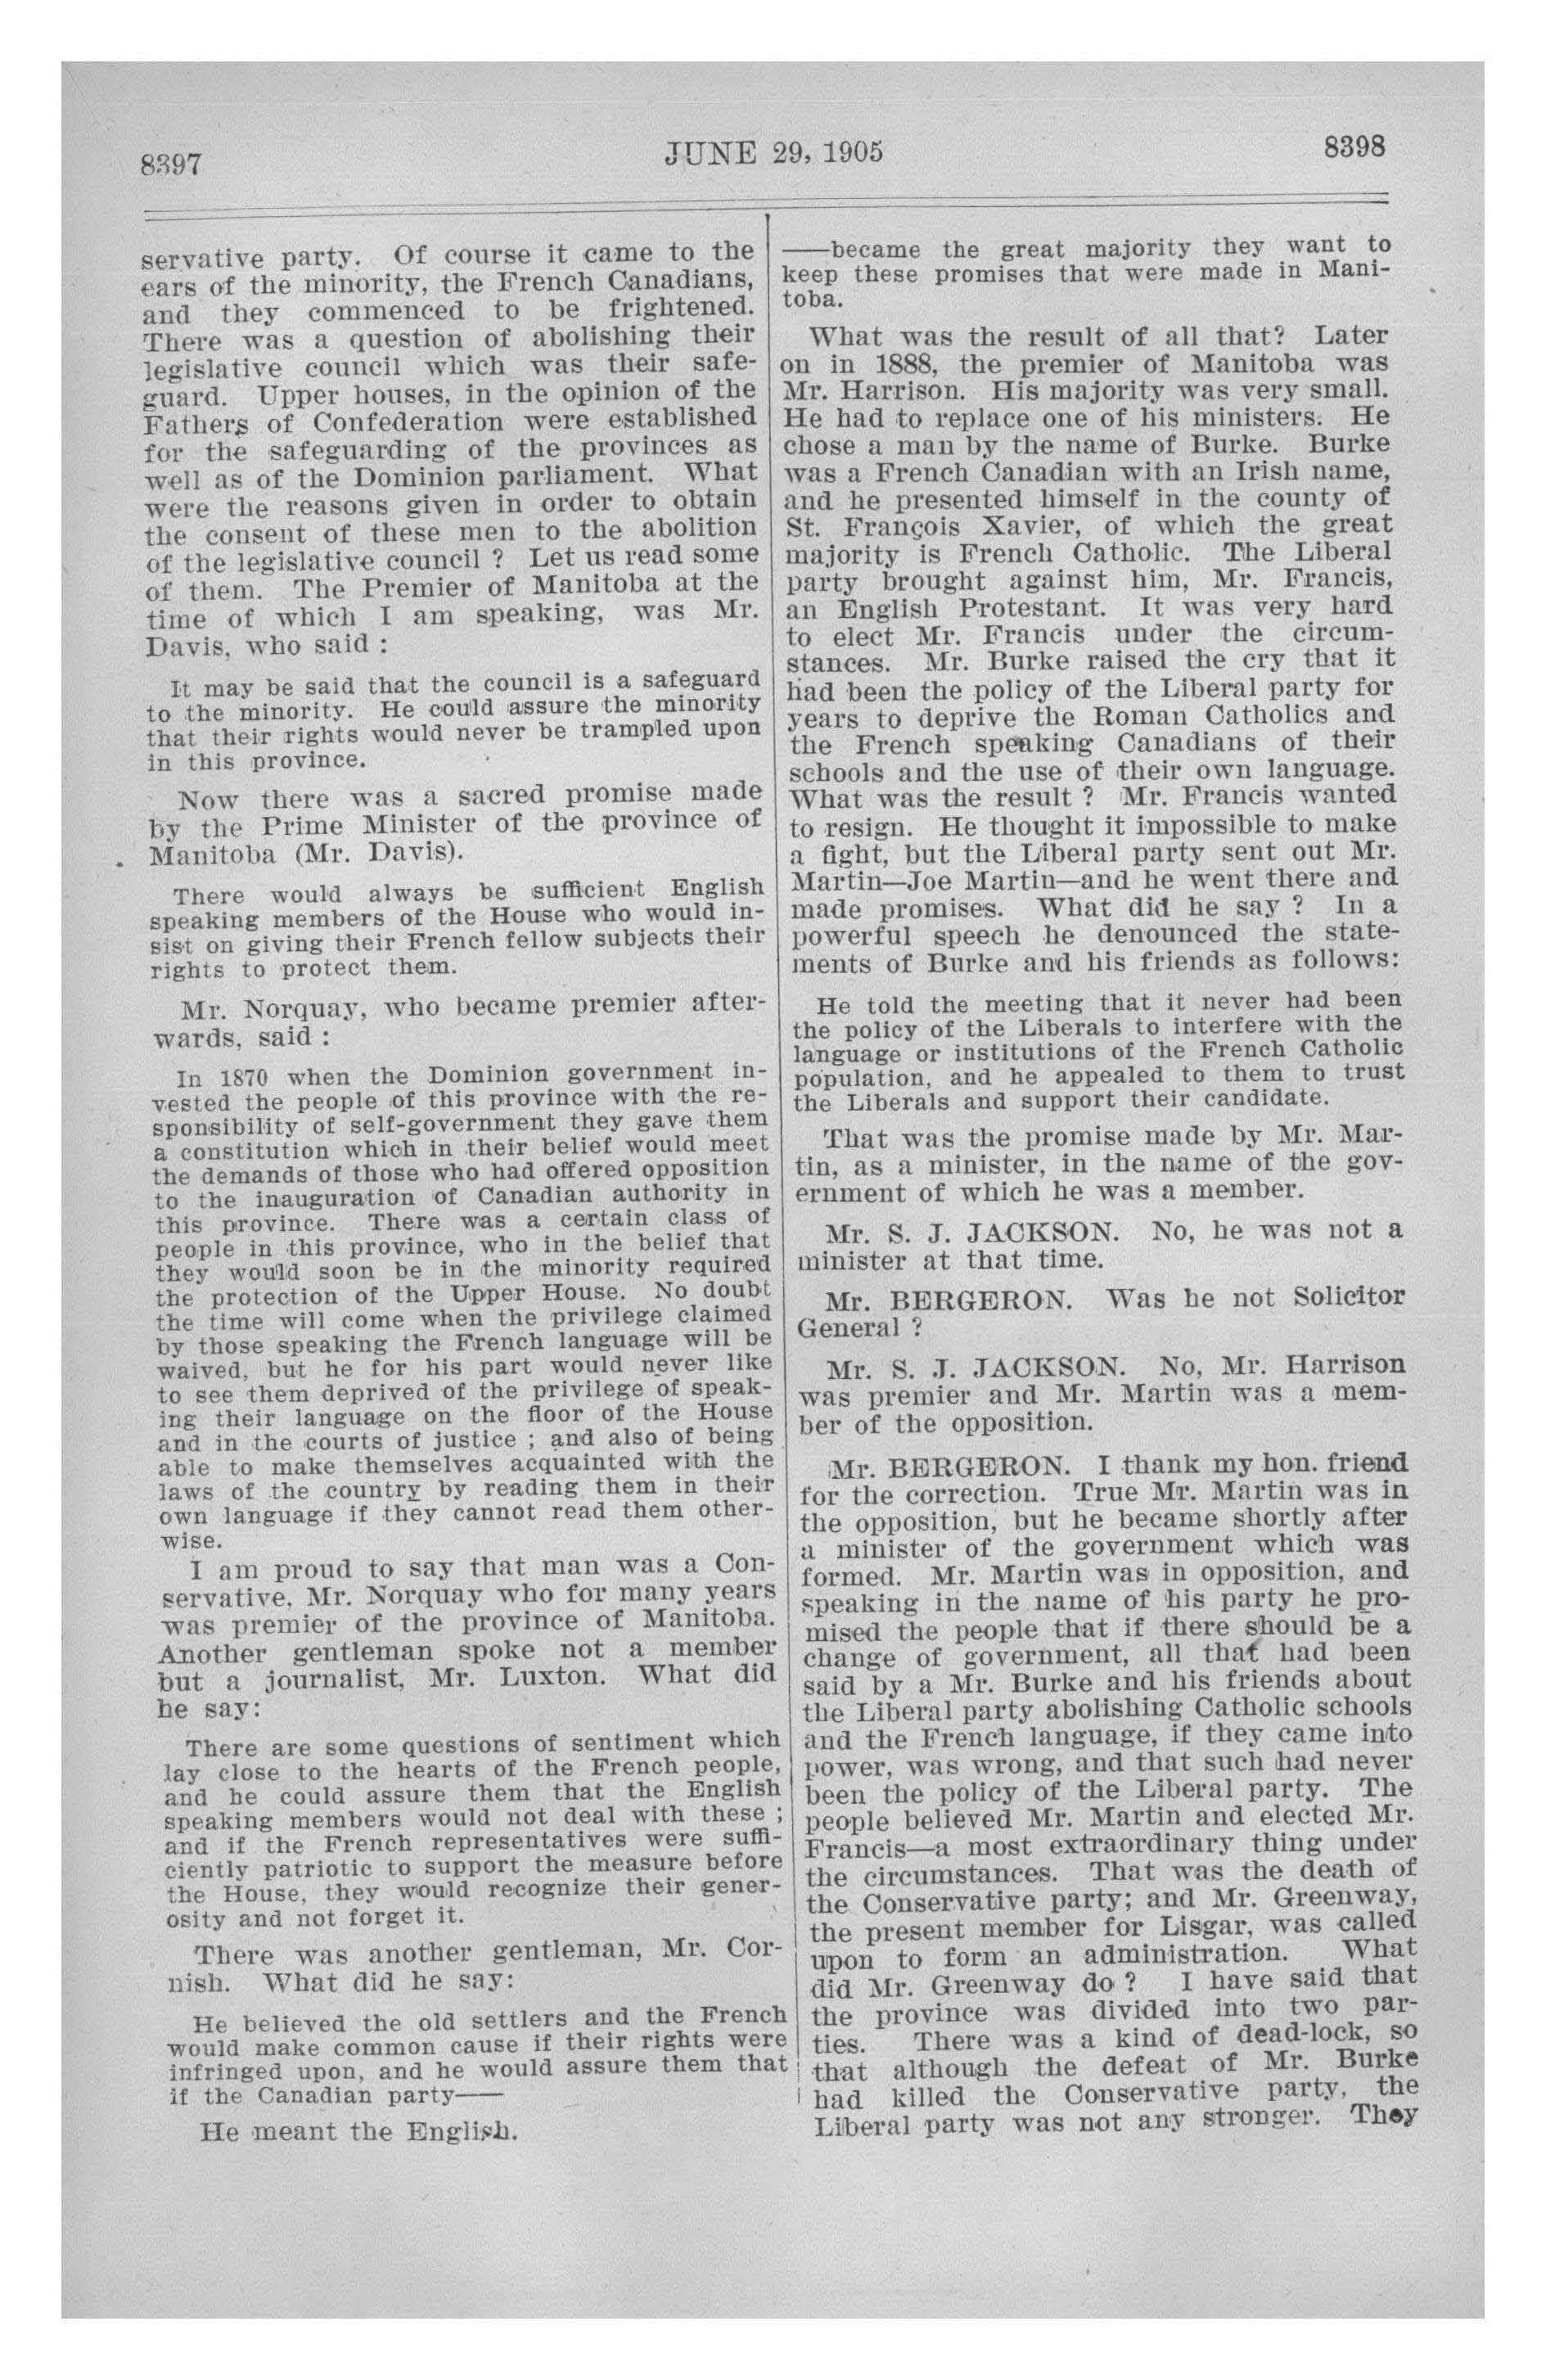 8397
JUNE 29, 1905
8398
servative party. Of course it came to the
ears of the minority, the French Canadians,
and they commenced to be frightened.
There was a question of abolishing their
legislative council which was their safe-
guard. Upper houses, in the opinion of the
Fathers of Confederation were established
for the safeguarding of the provinces as
well as of the Dominion parliament. What
were the reasons given in order to obtain
the consent of these men to the abolition
of the legislative council ? Let us read some
of them. The Premier of Manitoba at the
time of which I am speaking, was Mr.
Davis, who said :
It may be said that the council is a safeguard
to the minority. He could assure the minority
that their rights would never be trampled upon
in this province.
Now there was a sacred promise made
by the Prime Minister of the province of
Manitoba (Mr. Davis).
There would always be sufficient English
speaking members of the House who would in-
sist on giving their French fellow subjects their
rights to protect them.
Mr. Norquay, who became premier after-
wards, said :
In 1870 when the Dominion government in-
vested the people of this province with the re-
sponsibility of self-government they gave them
a constitution which in their belief would meet
the demands of those who had offered opposition
to the inauguration of Canadian authority in
this province. There was a certain class of
people in this province, who in the belief that
they would soon be in the minority required
the protection of the Upper House. No doubt
the time will come when the privilege claimed
by those speaking the French language will be
waived, but he for his part would never like
to see them deprived of the privilege of speak-
ing their language on the floor of the House
and in the courts of justice ; and also of being
able to make themselves acquainted with the
laws of the country by reading them in their
own language if they cannot read them other-
wise.
I am proud to say that man was a Con-
servative, Mr. Norquay who for many years
was premier of the province of Manitoba.
Another gentleman spoke not a member
but a journalist, Mr. Luxton. What did
he say:
There are some questions of sentiment which
lay close to the hearts of the French people,
and he could assure them that the English
speaking members would not deal with these ;
and if the French representatives were suffi-
ciently patriotic to support the measure before
the House, they would recognize their gener-
osity and not forget it.
There was another gentleman, Mr. Cor-
nish. What did he say:
He believed the old settlers and the French
would make common cause if their rights were
infringed upon, and he would assure them that
if the Canadian party——
He meant the English.
——became the great majority they want to
keep these promises that were made in Mani-
toba.
What was the result of all that? Later
on in 1888, the premier of Manitoba was
Mr. Harrison. His majority was very small.
He had to replace one of his ministers. He
chose a man by the name of Burke. Burke
was a French Canadian with an Irish name,
and he presented himself in the county of
St. François Xavier, of which the great
majority is French Catholic. The Liberal
party brought against him, Mr. Francis,
an English Protestant. It was very hard
to elect Mr. Francis under the circum-
stances. Mr. Burke raised the cry that it
had been the policy of the Liberal party for
years to deprive the Roman Catholics and
the French speaking Canadians of their
schools and the use of their own language.
What was the result ? Mr. Francis wanted
to resign. He thought it impossible to make
a fight, but the Liberal party sent out Mr.
Martin—Joe Martin—and he went there and
made promises. What did he say ? In a
powerful speech he denounced the state-
ments of Burke and his friends as follows:
He told the meeting that it never had been
the policy of the Liberals to interfere with the
language or institutions of the French Catholic
population, and he appealed to them to trust
the Liberals and support their candidate.
That was the promise made by Mr. Mar-
tin, as a minister, in the name of the gov-
ernment of which he was a member.
Mr. S. J. JACKSON. No, he was not a
minister at that time.
Mr. BERGERON. Was he not Solicitor
General ?
Mr. S. J. JACKSON. No, Mr. Harrison
was premier and Mr. Martin was a mem-
ber of the opposition.
Mr. BERGERON. I thank my hon. friend
for the correction. True Mr. Martin was in
the opposition, but he became shortly after
a minister of the government which was
formed. Mr. Martin was in opposition, and
speaking in the name of his party he pro-
mised the people that if there should be a
change of government, all that had been
said by a Mr. Burke and his friends about
the Liberal party abolishing Catholic schools
and the French language, if they came into
power, was wrong, and that such had never
been the policy of the Liberal party. The
people believed Mr. Martin and elected Mr.
Francis—a most extraordinary thing under
the circumstances. That was the death of
the Conservative party; and Mr. Greenway,
the present member for Lisgar, was called
upon to form an administration. What
did Mr. Greenway do ? I have said that
the province was divided into two par-
ties. There was a kind of dead-lock, so
that although the defeat of Mr. Burke
had killed the Conservative party, the
Liberal party was not any stronger. They